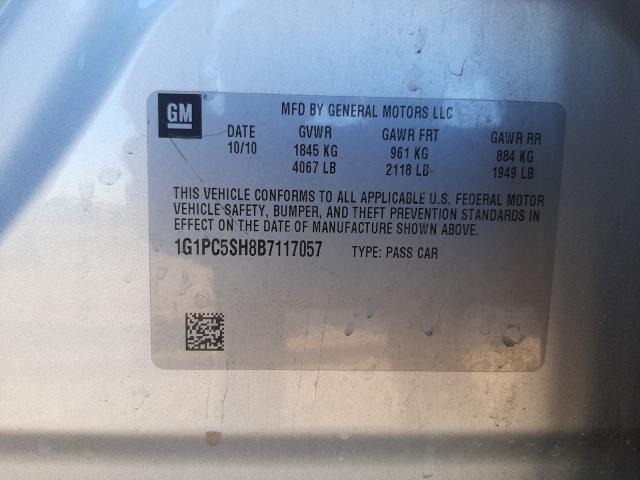 GM
MFD BY GENERAL MOTORS LLC
DATE GVWR GAWR FRT GAWR RR
10/10 1845 KG 961 KG 884 KG
4067 LB 2118 LB 1949 LB
THIS VEHICLE CONFORMS TO ALL APPLICABLE U.S. FEDERAL MOTOR
VEHICLE SAFETY, BUMPER, AND THEFT PREVENTION STANDARDS IN
EFFECT ON THE DATE OF MANUFACTURE SHOWN ABOVE.
1G1PC5SH8B7117057 TYPE: PASS CAR